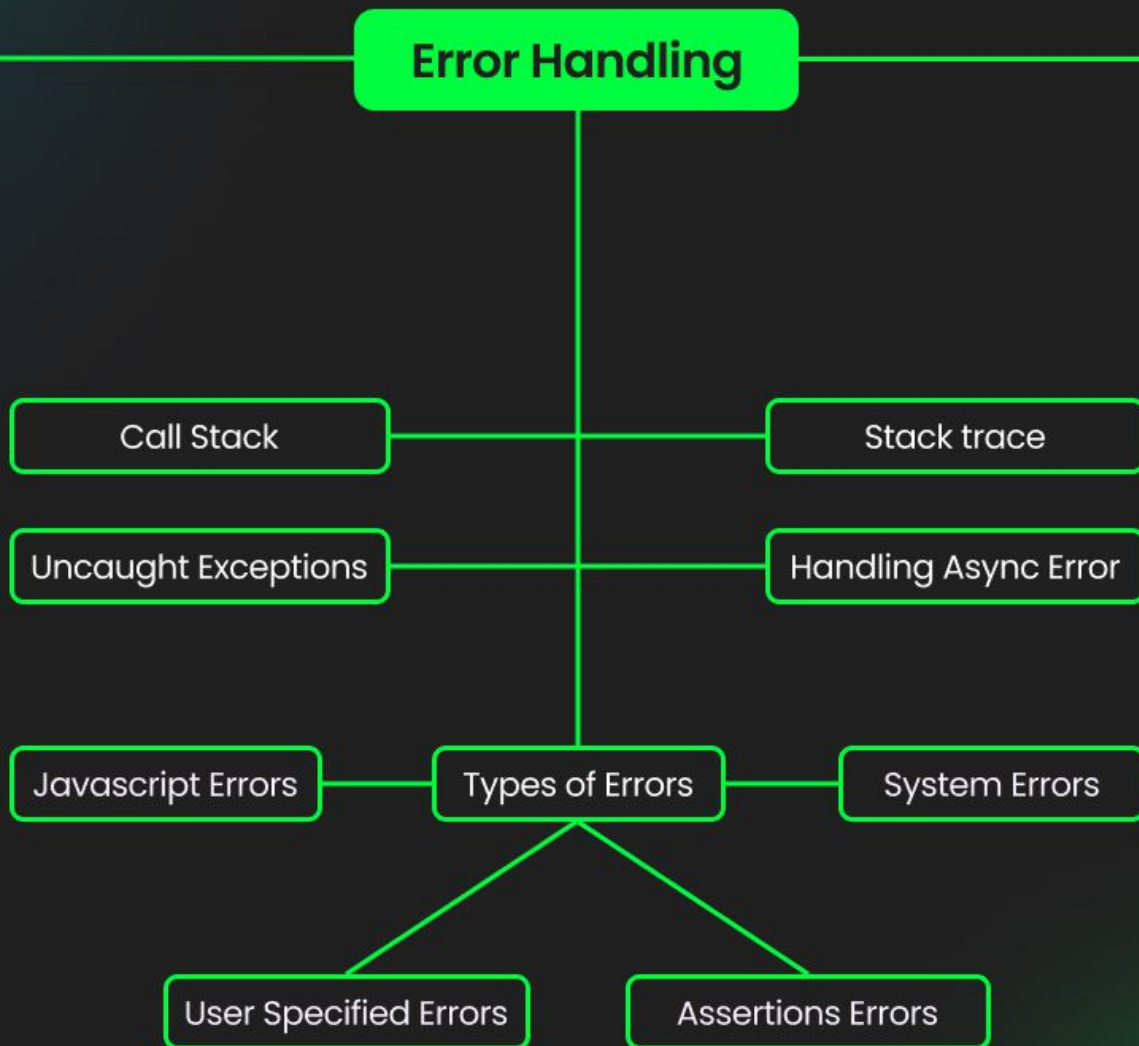 Error Handling
Call Stack
Stack trace
Uncaught Exceptions
Handling Async Error
Javascript Errors
Types of Errors
System Errors
User Specified Errors
Assertions Errors